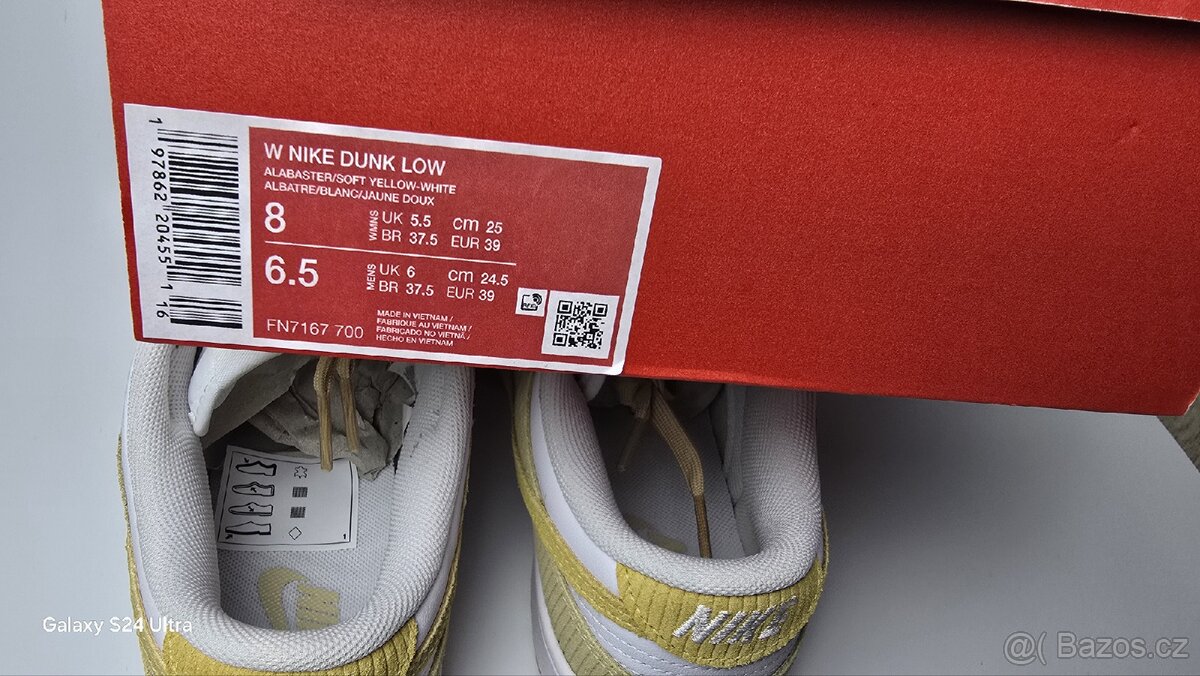 W NIKE DUNK LOW
ALABASTER/SOFT YELLOW-WHITE
ALBATRE/BLANC/JAUNE DOUX
8 WMNS UK 5.5 cm 25
BR 37.5 EUR 39
6.5 MENS UK 6 cm 24.5
BR 37.5 EUR 39
FN7167 700
MADE IN VIETNAM /
FABRIQUE AU VIETNAM /
FABRICADO NO VIETNÃ /
HECHO EN VIETNAM
1 97862 20455 1 16
1
NIKE
Galaxy S24 Ultra
@( Bazos.cz